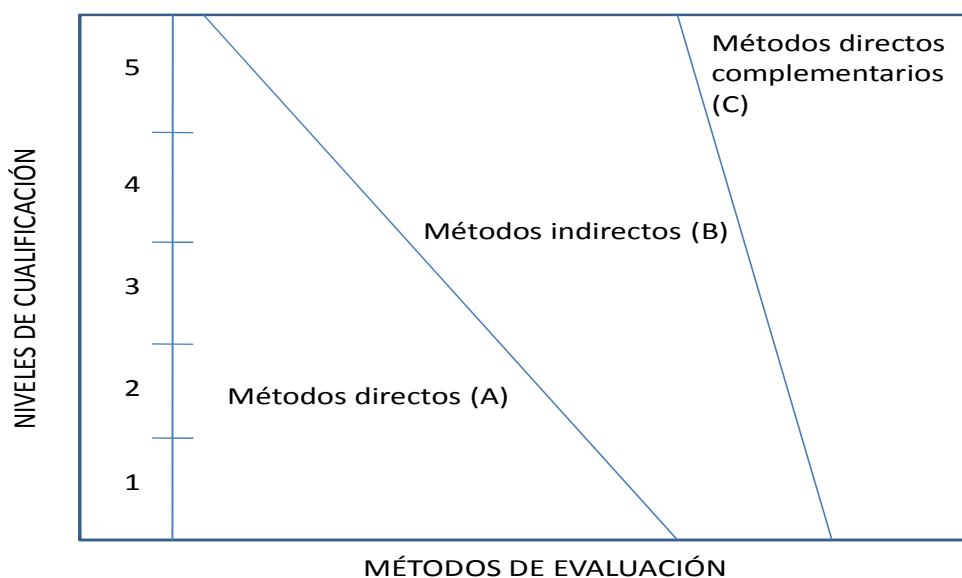 NIVELES DE CUALIFICACIÓN
5
4
3
2
1
Métodos directos
complementarios
(C)
Métodos indirectos (B)
Métodos directos (A)
MÉTODOS DE EVALUACIÓN